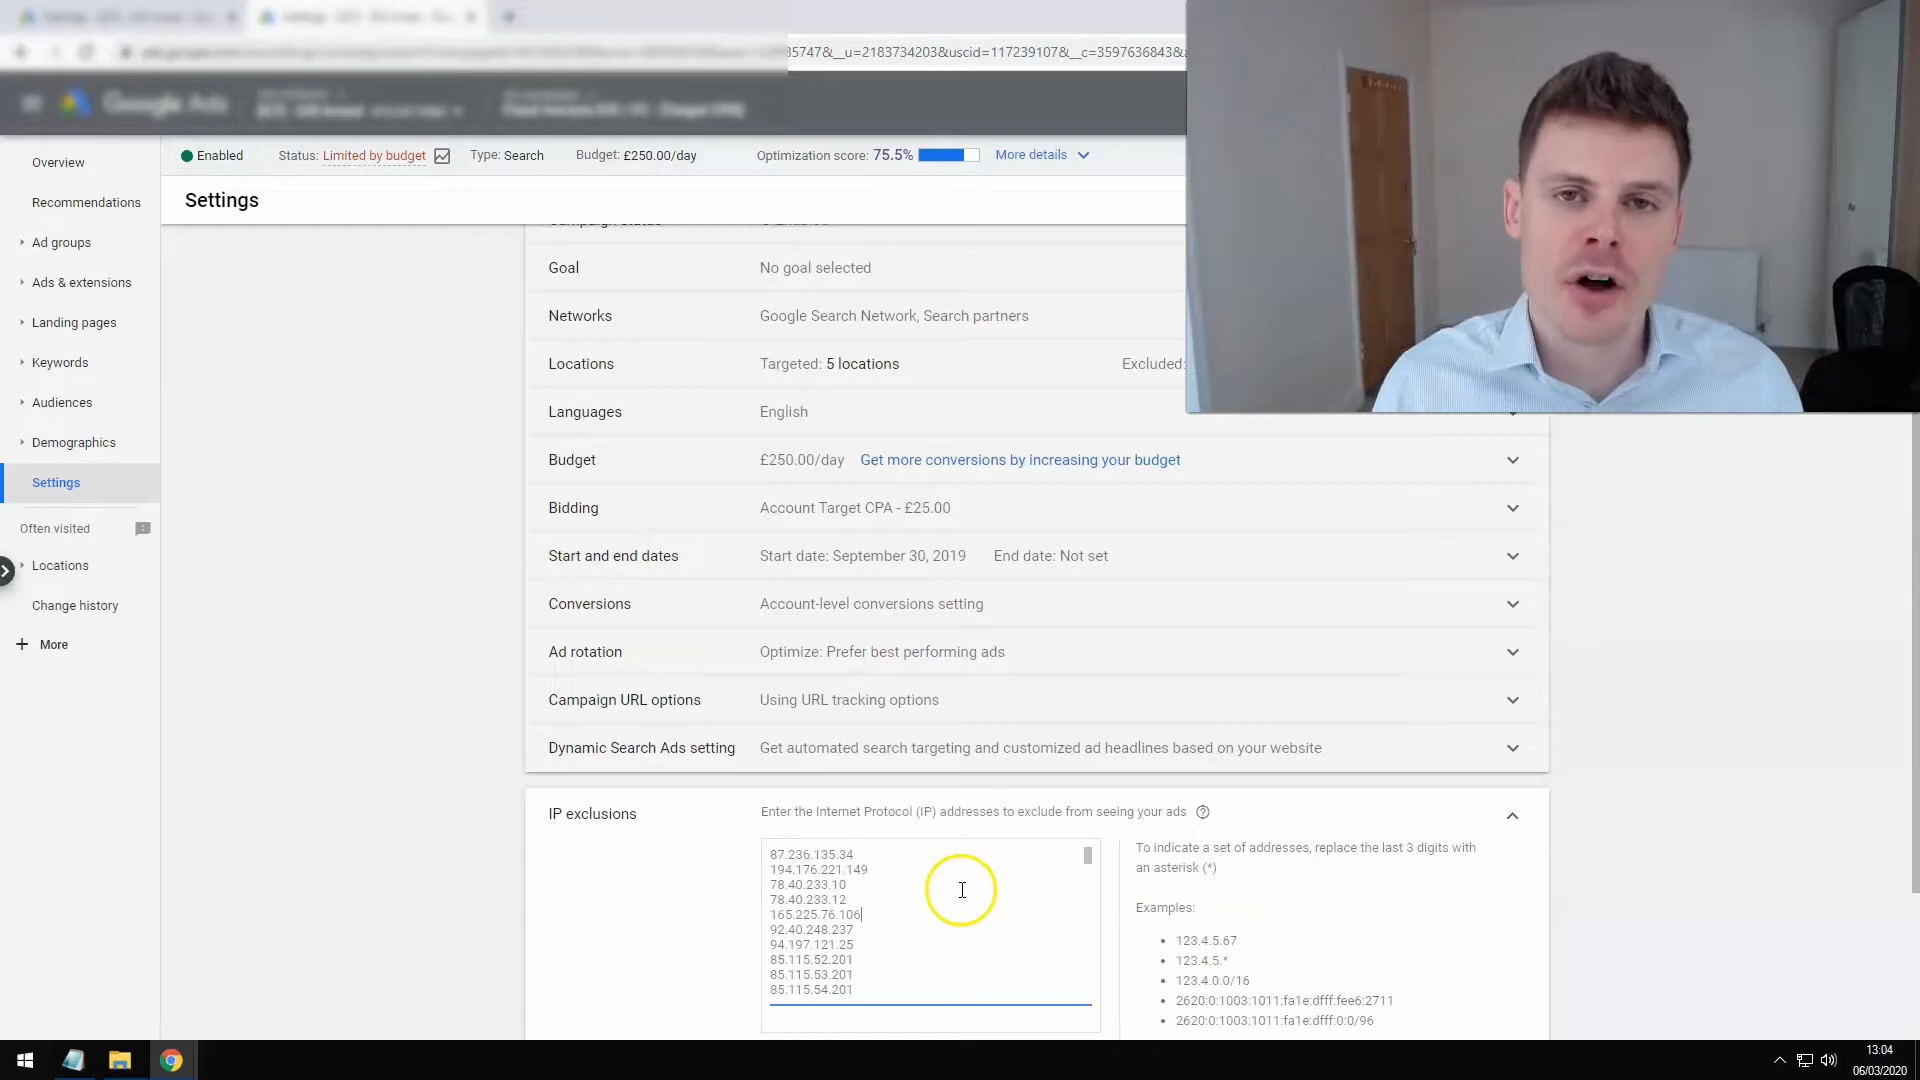 85747&__u=2183734203&uscid=117239107&__c=3597636843&
Google Ads
Overview
Recommendations
Ad groups
Ads & extensions
Landing pages
Keywords
Audiences
Demographics
Settings
Often visited
Locations
Change history
More
Enabled Status: Limited by budget Type: Search Budget: £250.00/day Optimization score: 75.5% More details
Settings
Goal No goal selected
Networks Google Search Network, Search partners
Locations Targeted: 5 locations Excluded:
Languages English
Budget £250.00/day Get more conversions by increasing your budget
Bidding Account Target CPA - £25.00
Start and end dates Start date: September 30, 2019 End date: Not set
Conversions Account-level conversions setting
Ad rotation Optimize: Prefer best performing ads
Campaign URL options Using URL tracking options
Dynamic Search Ads setting Get automated search targeting and customized ad headlines based on your website
IP exclusions Enter the Internet Protocol (IP) addresses to exclude from seeing your ads
87.236.135.34
194.176.221.149
78.40.233.10
78.40.233.12
165.225.76.106
92.40.248.237
94.197.121.25
85.115.52.201
85.115.53.201
85.115.54.201
To indicate a set of addresses, replace the last 3 digits with
an asterisk (*)
Examples:
123.4.5.67
123.4.5.*
123.4.0.0/16
2620:0:1003:1011:fa1e:dfff:fee6:2711
2620:0:1003:1011:fa1e:dfff:0:0/96
13:04
06/03/2020